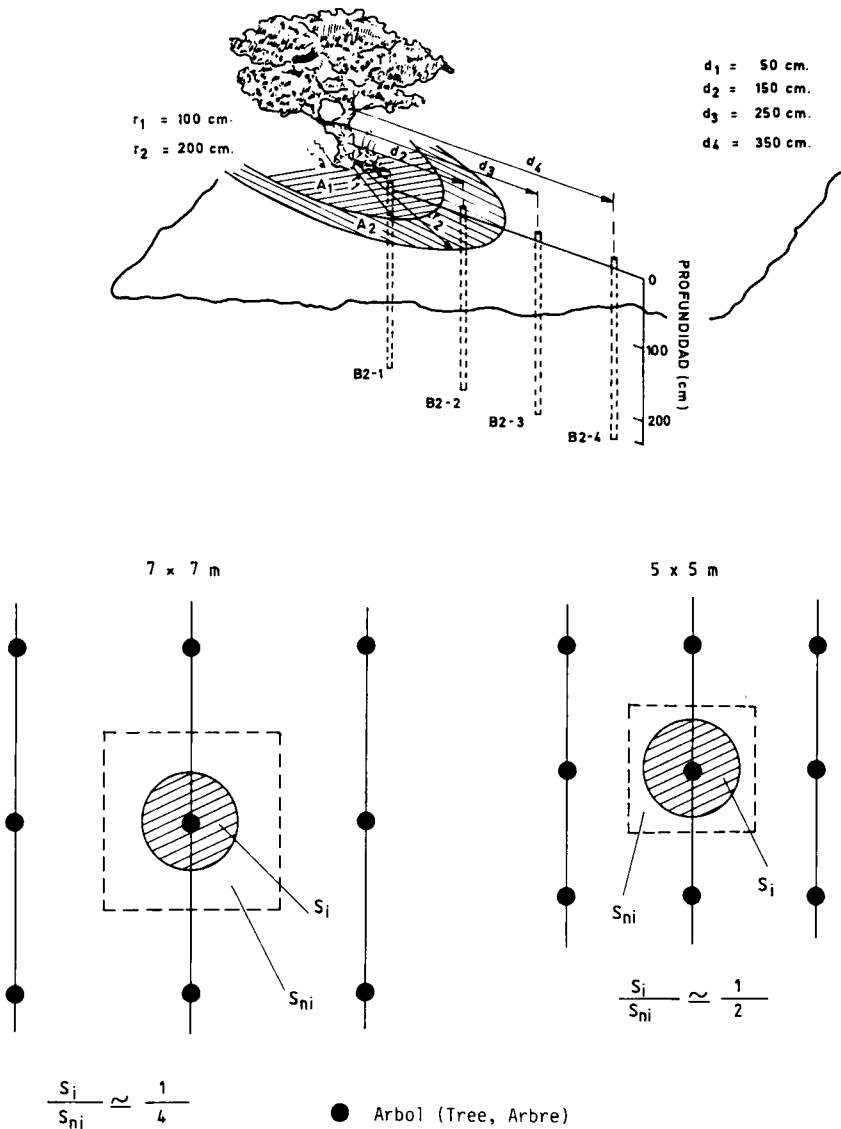 d1 = 50 cm.
d2 = 150 cm.
d3 = 250 cm.
d4 = 350 cm.
r1 = 100 cm.
r2 = 200 cm.
d2
d3
d4
A1
A2
r2
0
100
200
PROFUNDIDAD (cm)
B2-1
B2-2
B2-3
B2-4
7 x 7 m
5 x 5 m
Si
Sni
Si
Sni
Si / Sni ≃ 1 / 2
Si / Sni ≃ 1 / 4
Arbol (Tree, Arbre)